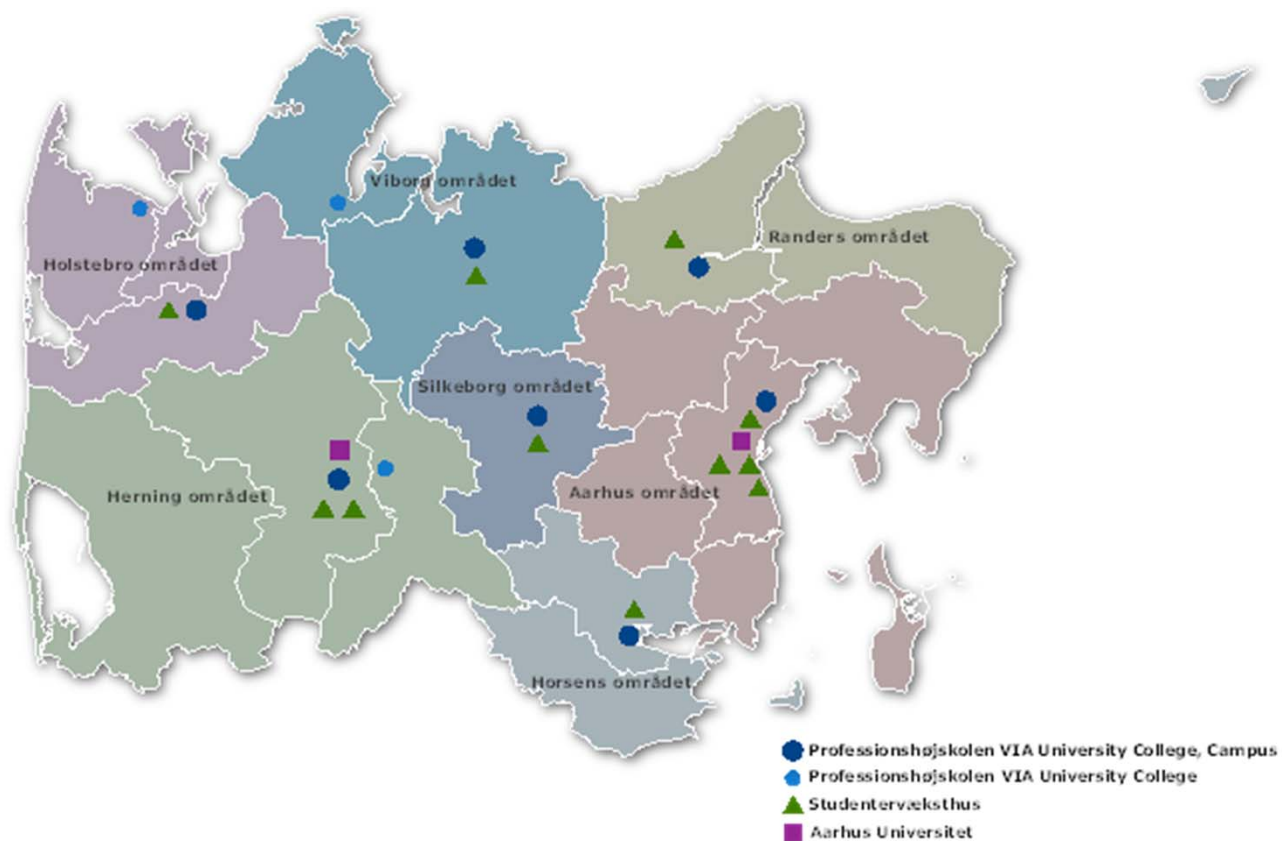 Viborg området
Randers området
Holstebro området
Silkeborg området
Herning området
Aarhus området
Horsens området
Professionshøjskolen VIA University College, Campus
Professionshøjskolen VIA University College
Studentervæksthus
Aarhus Universitet